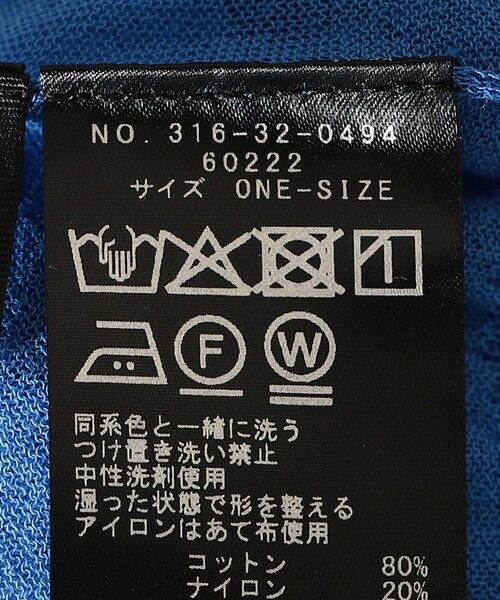 NO. 316-32-0494
60222
サイズ ONE-SIZE
F W
同系色と一緒に洗う
つけ置き洗い禁止
中性洗剤使用
湿った状態で形を整える
アイロンはあて布使用
コットン 80%
ナイロン 20%